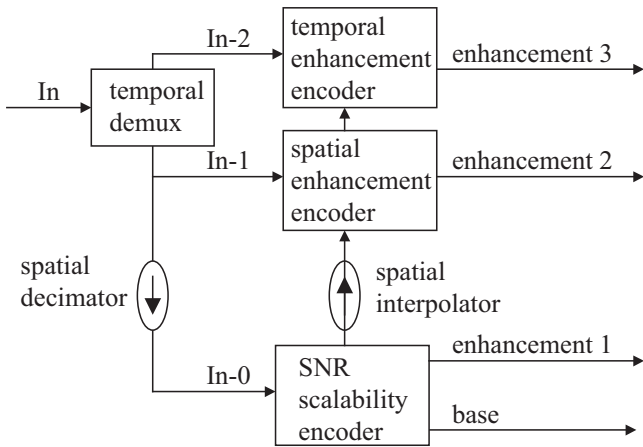 In
temporal
demux
In-2
temporal
enhancement
encoder
enhancement 3
In-1
spatial
enhancement
encoder
enhancement 2
spatial
decimator
spatial
interpolator
In-0
SNR
scalability
encoder
enhancement 1
base